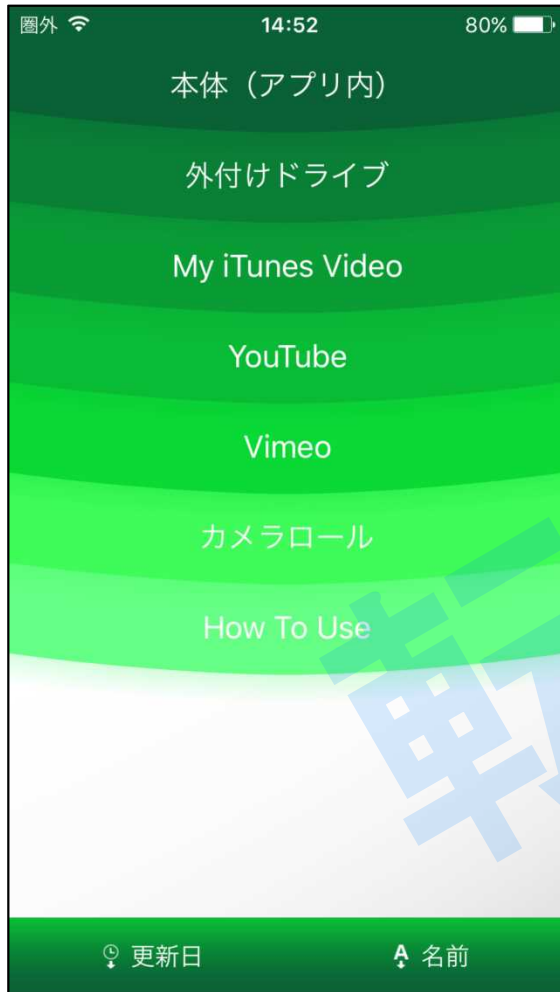 圏外 14:52 80%
本体（アプリ内）
外付けドライブ
My iTunes Video
YouTube
Vimeo
カメラロール
How To Use
更新日 名前